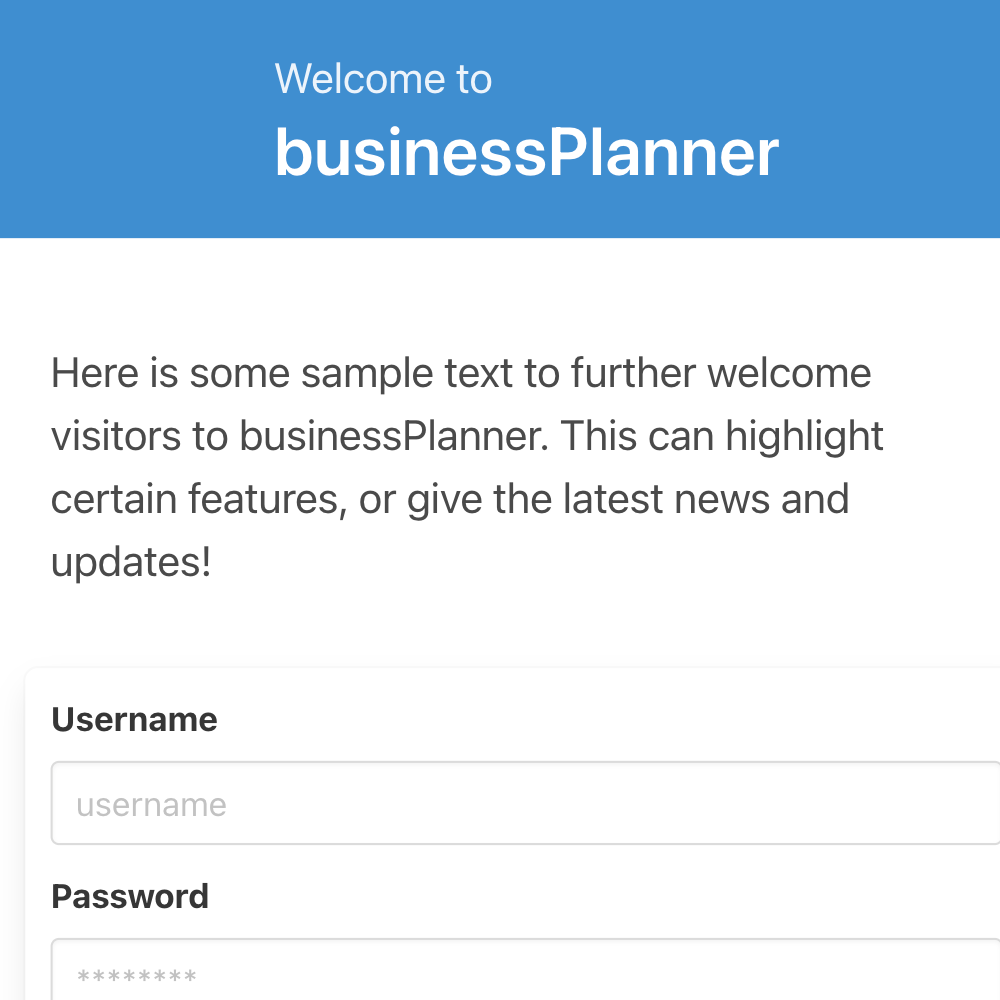 Welcome to
businessPlanner
Here is some sample text to further welcome
visitors to businessPlanner. This can highlight
certain features, or give the latest news and
updates!
Username
username
Password
********